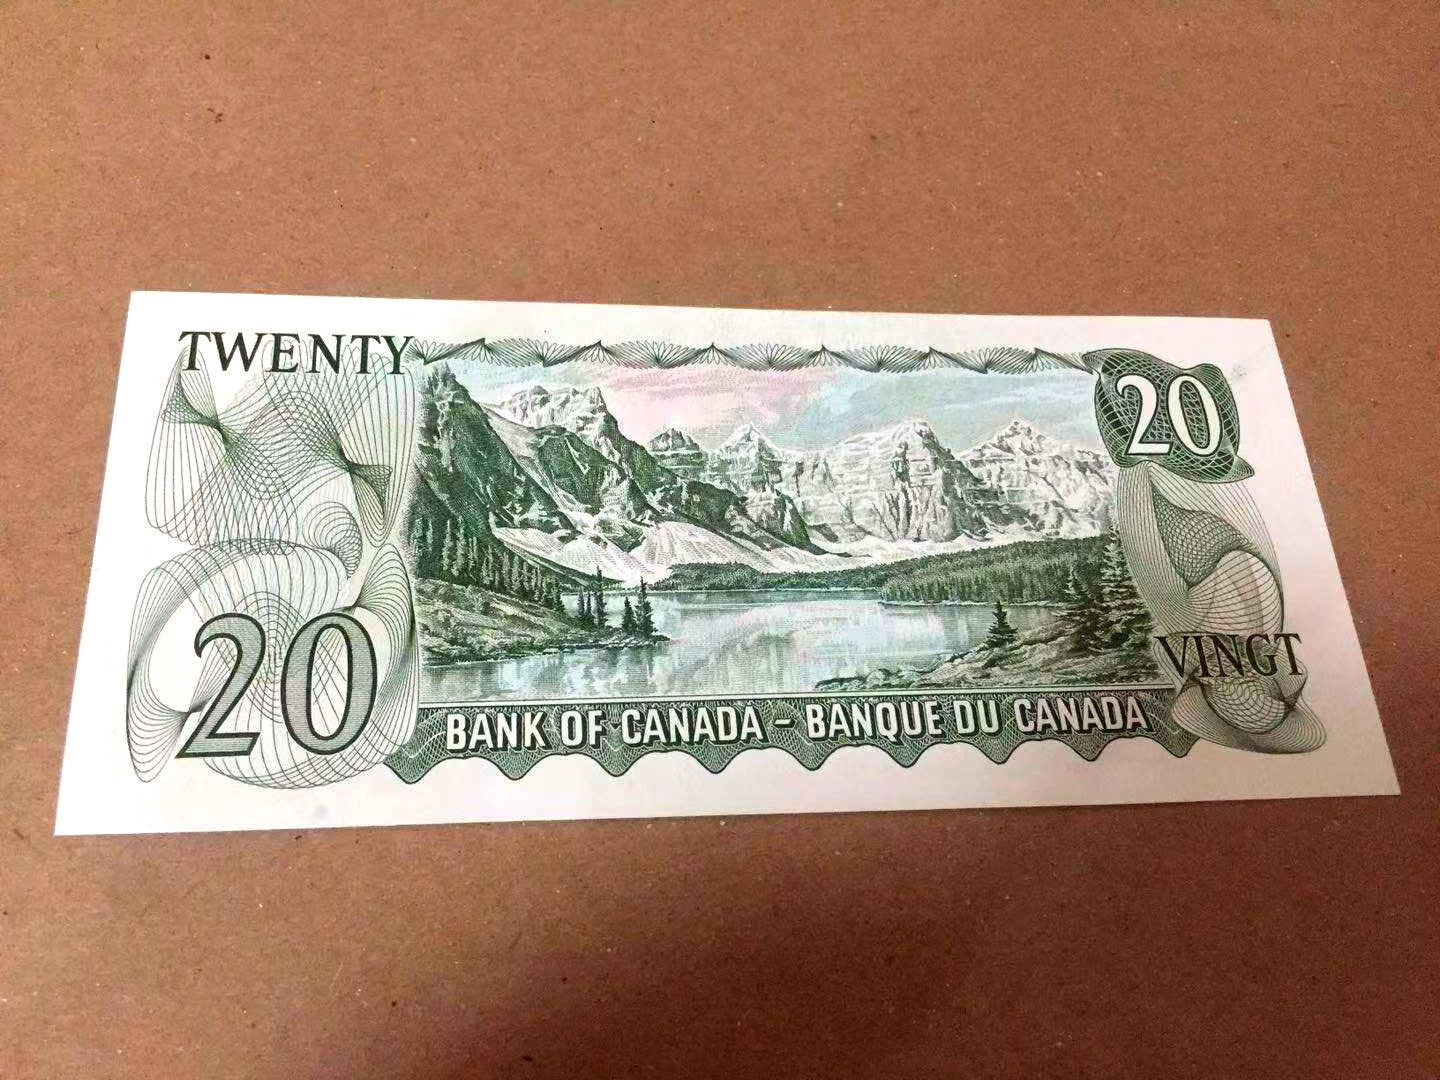 TWENTY
20
20
VINGT
BANK OF CANADA - BANQUE DU CANADA